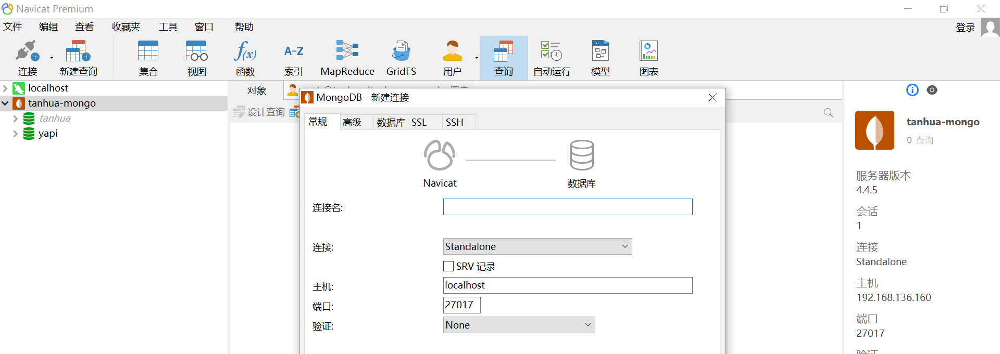 Navicat Premium
文件 编辑 查看 收藏夹 工具 窗口 帮助 登录
连接 新建查询 集合 视图 函数 索引 MapReduce GridFS 用户 查询 自动运行 模型 图表
f(x)
A-Z
localhost
tanhua-mongo
tanhua
yapi
对象
设计查询
MongoDB - 新建连接
常规 高级 数据库 SSL SSH
Navicat 数据库
连接名:
连接: Standalone
SRV 记录
主机: localhost
端口: 27017
验证: None
tanhua-mongo
0 查询
服务器版本
4.4.5
会话
1
连接
Standalone
主机
192.168.136.160
端口
27017
验证